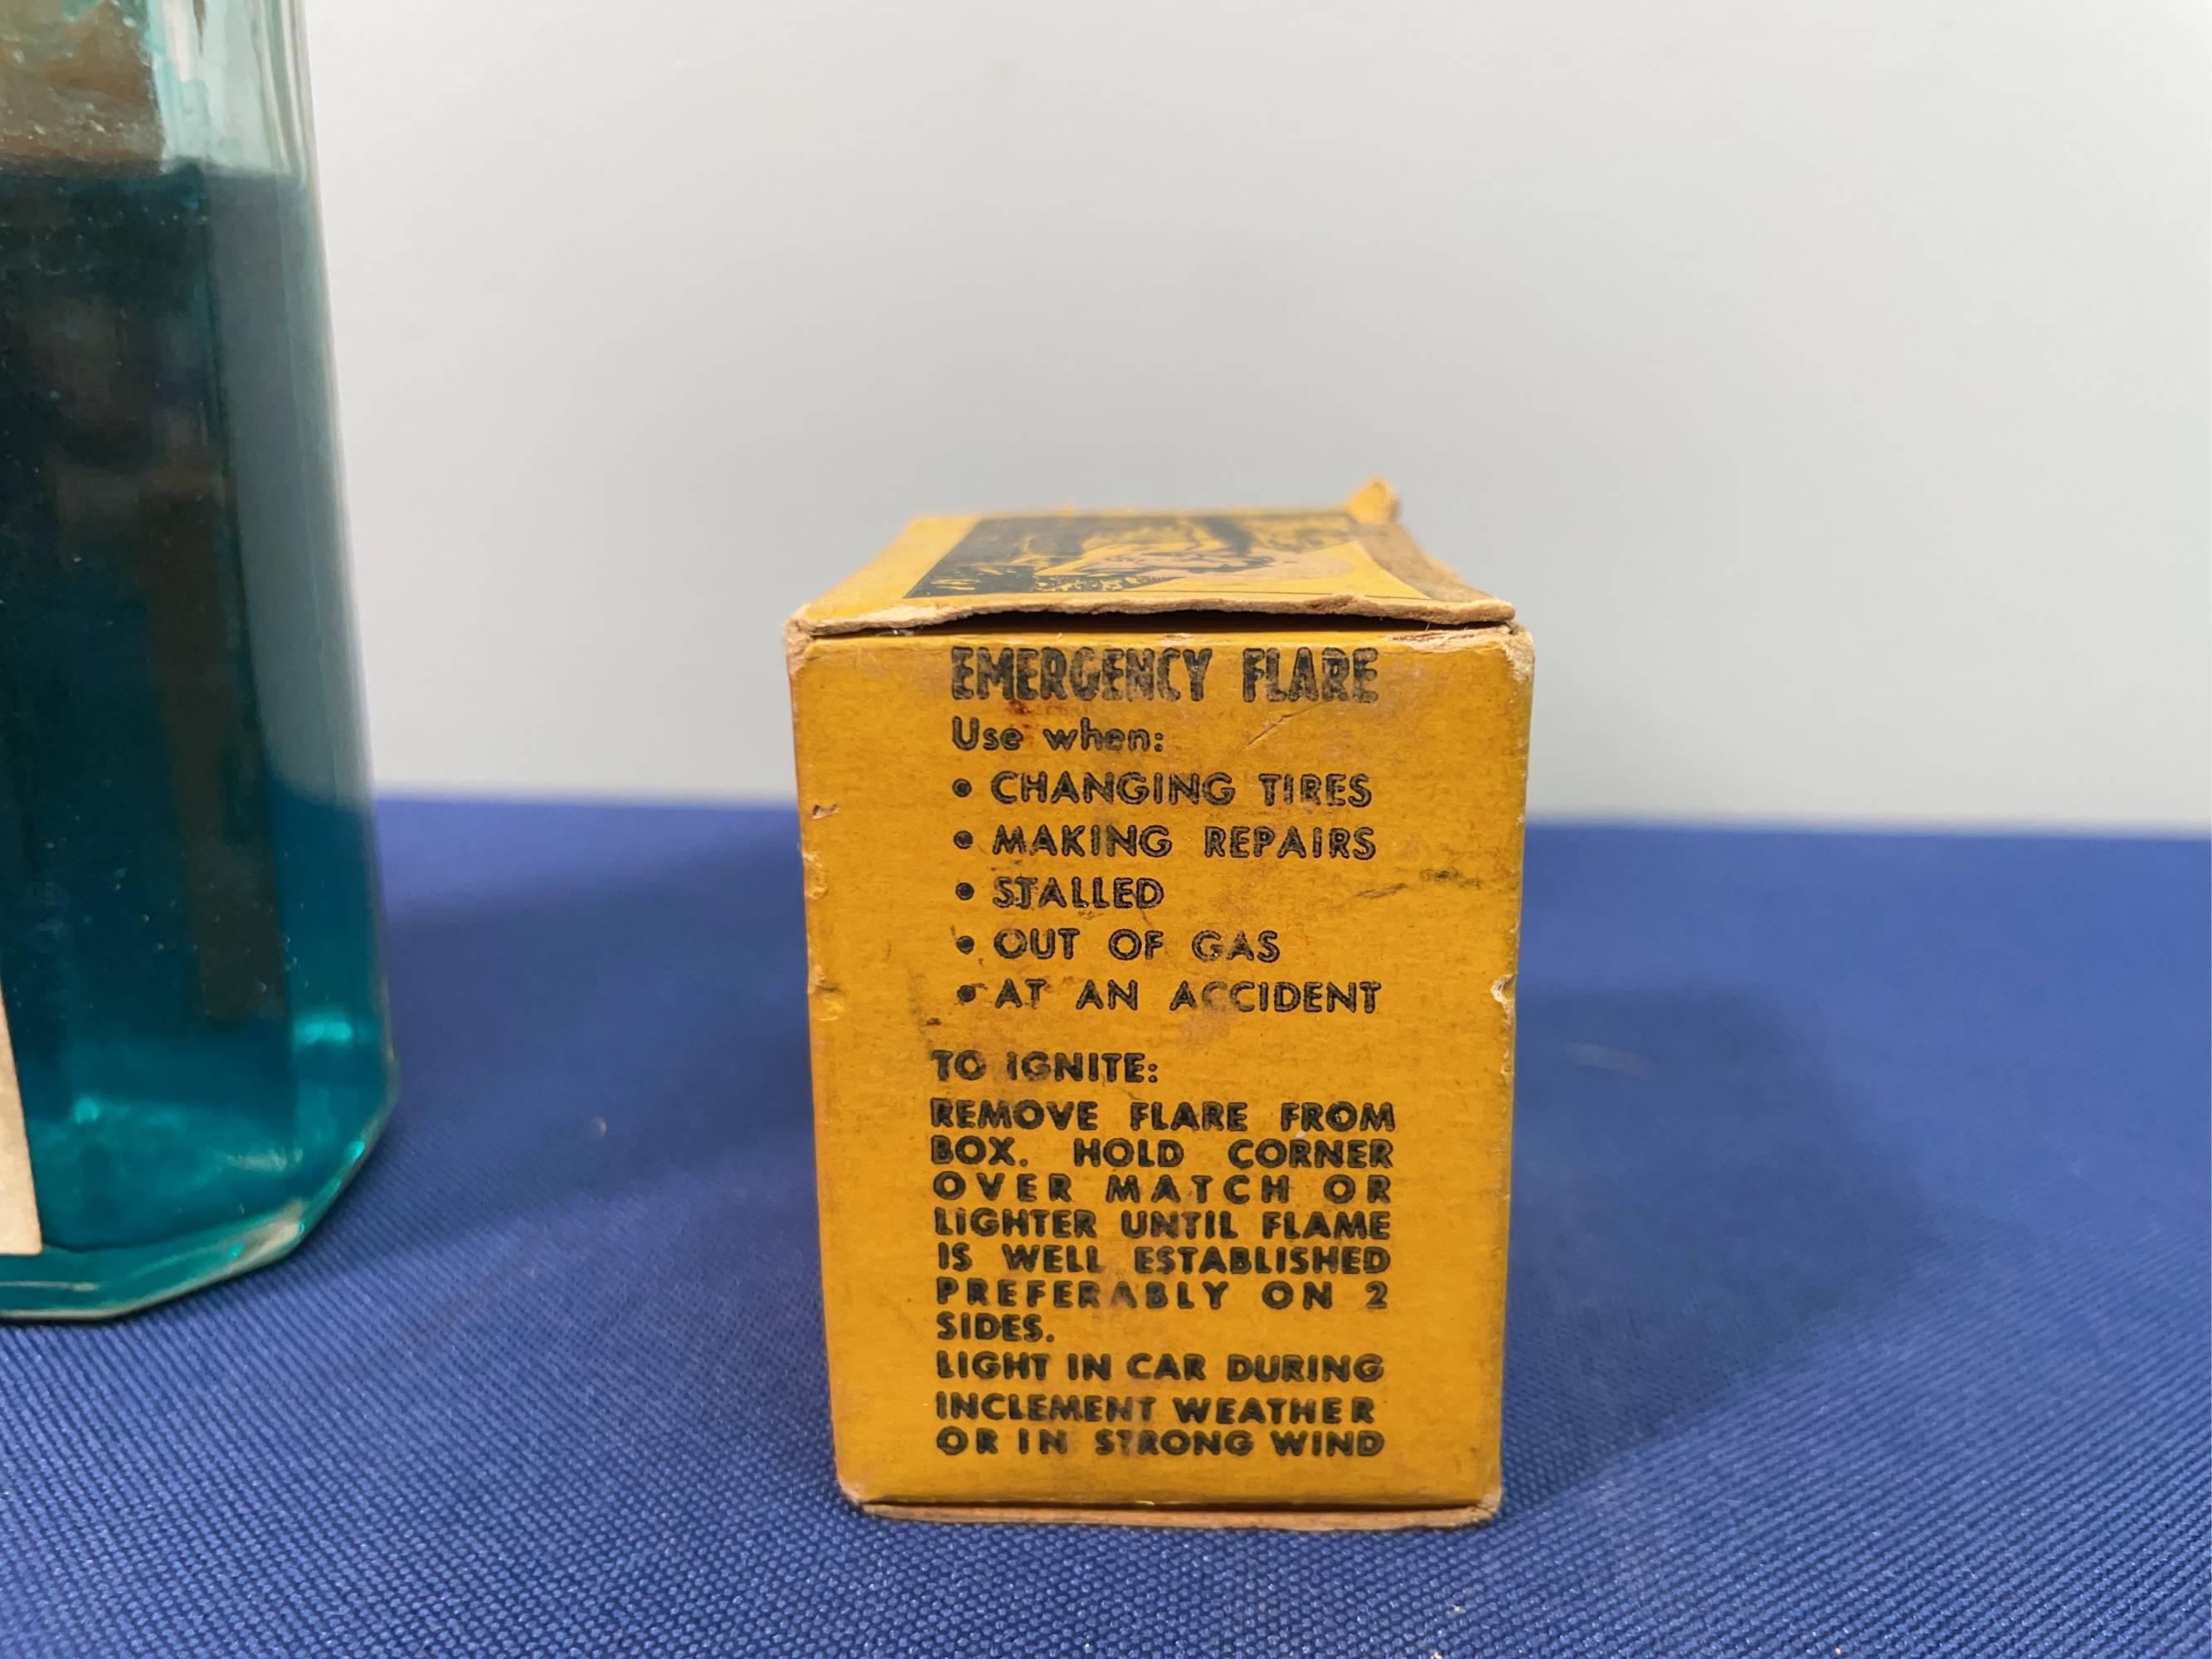 EMERGENCY FLARE
Use when:
• CHANGING TIRES
• MAKING REPAIRS
• STALLED
• OUT OF GAS
• AT AN ACCIDENT
TO IGNITE:
REMOVE FLARE FROM
BOX. HOLD CORNER
OVER MATCH OR
LIGHTER UNTIL FLAME
IS WELL ESTABLISHED
PREFERABLY ON 2
SIDES.
LIGHT IN CAR DURING
INCLEMENT WEATHER
OR IN STRONG WIND